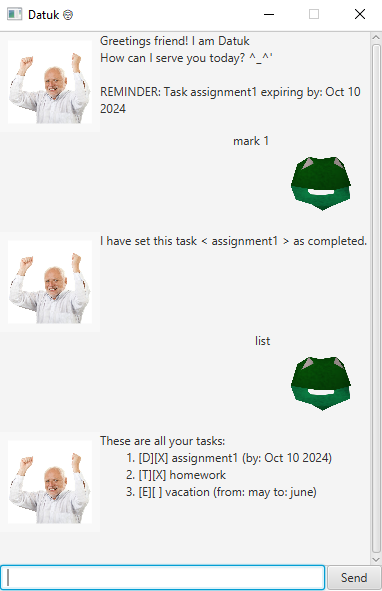 Datuk
Greetings friend! I am Datuk
How can I serve you today? ^_^'
REMINDER: Task assignment1 expiring by: Oct 10
2024
mark 1
I have set this task < assignment1 > as completed.
list
These are all your tasks:
1. [D][X] assignment1 (by: Oct 10 2024)
2. [T][X] homework
3. [E][ ] vacation (from: may to: june)
Send